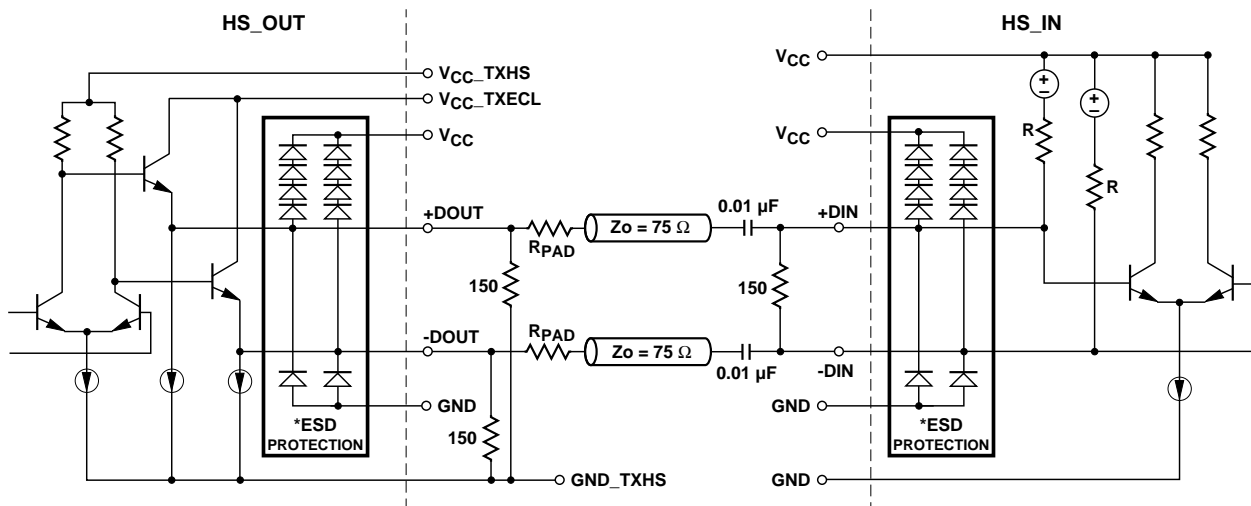 HS_OUT
HS_IN
VCC_TXHS
VCC_TXECL
VCC
VCC
VCC
+
–
+
–
R
R
+DOUT
RPAD
Zo = 75 Ω
0.01 µF
+DIN
150
150
-DOUT
RPAD
Zo = 75 Ω
0.01 µF
-DIN
GND
*ESD
PROTECTION
150
GND_TXHS
GND
*ESD
PROTECTION
GND